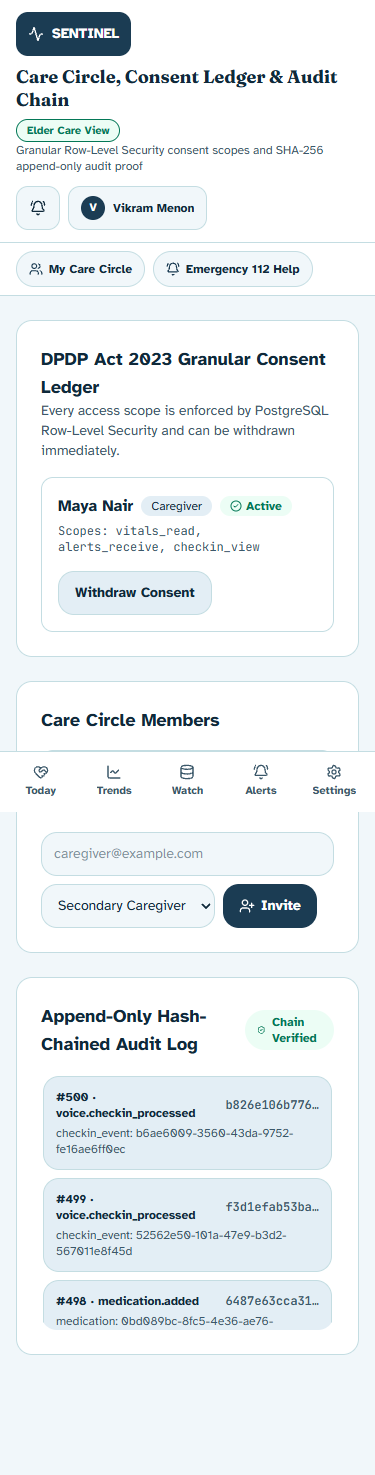 SENTINEL
Care Circle, Consent Ledger & Audit
Chain
Elder Care View
Granular Row-Level Security consent scopes and SHA-256
append-only audit proof
V
Vikram Menon
My Care Circle
Emergency 112 Help
DPDP Act 2023 Granular Consent
Ledger
Every access scope is enforced by PostgreSQL
Row-Level Security and can be withdrawn
immediately.
Maya Nair
Caregiver
Active
Scopes: vitals_read,
alerts_receive, checkin_view
Withdraw Consent
Care Circle Members
Today
Trends
Watch
Alerts
Settings
caregiver@example.com
Secondary Caregiver
Invite
Append-Only Hash-
Chained Audit Log
Chain
Verified
#500 ·
voice.checkin_processed
b826e106b776…
checkin_event: b6ae6009-3560-43da-9752-
fe16ae6ff0ec
#499 ·
voice.checkin_processed
f3d1efab53ba…
checkin_event: 52562e50-101a-47e9-b3d2-
567011e8f45d
#498 · medication.added
6487e63cca31…
medication: 0bd089bc-8fc5-4e36-ae76-